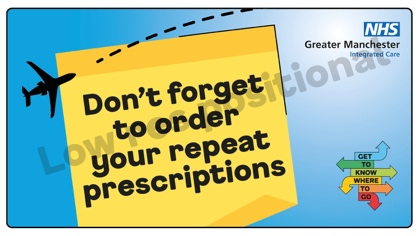 NHS
Greater Manchester
Integrated Care
Don't forget
to order
your repeat
prescriptions
Low res positional
GET
TO
KNOW
WHERE
TO
GO